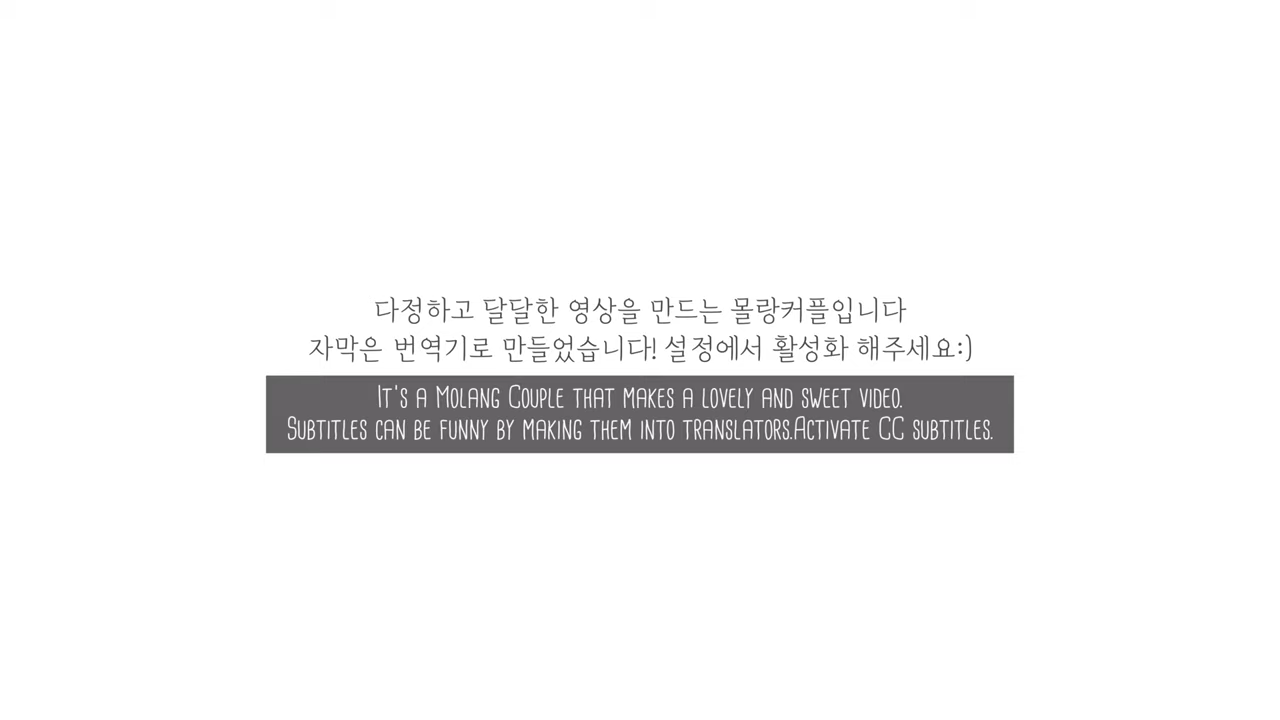 다정하고 달달한 영상을 만드는 몰랑커플입니다
자막은 번역기로 만들었습니다! 설정에서 활성화 해주세요:)
It's a Molang Couple that makes a lovely and sweet video.
Subtitles can be funny by making them into translators.Activate CC subtitles.